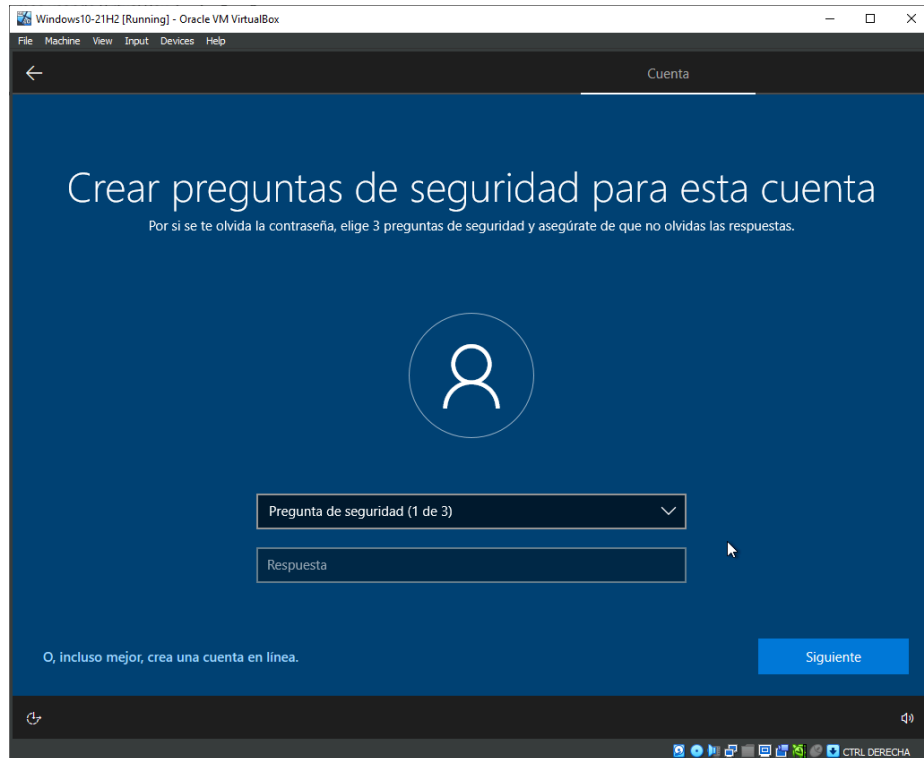 Windows10-21H2 [Running] - Oracle VM VirtualBox
File Machine View Input Devices Help
Cuenta
Crear preguntas de seguridad para esta cuenta
Por si se te olvida la contraseña, elige 3 preguntas de seguridad y asegúrate de que no olvidas las respuestas.
Pregunta de seguridad (1 de 3)
Respuesta
O, incluso mejor, crea una cuenta en línea.
Siguiente
CTRL DERECHA